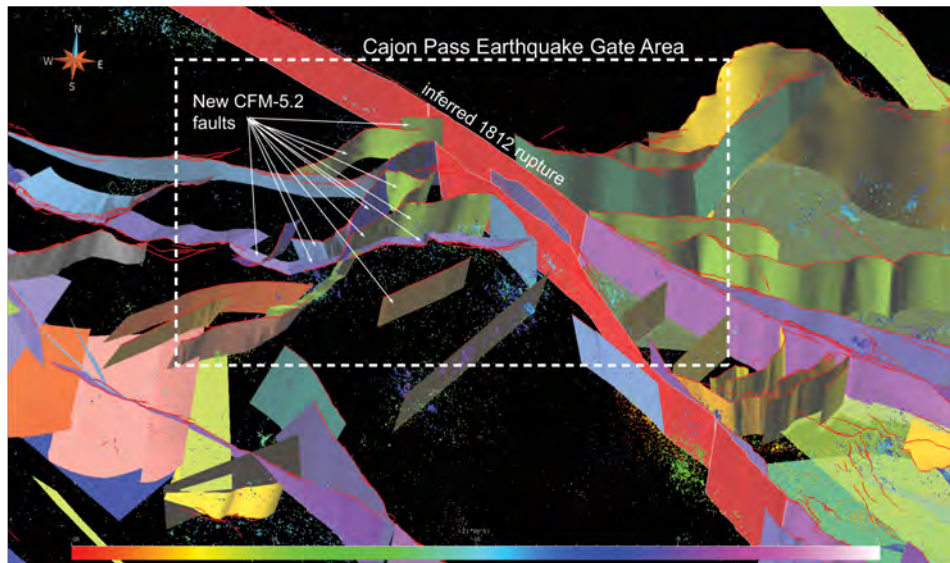 N
W E
S
Cajon Pass Earthquake Gate Area
New CFM-5.2
faults
inferred 1812 rupture